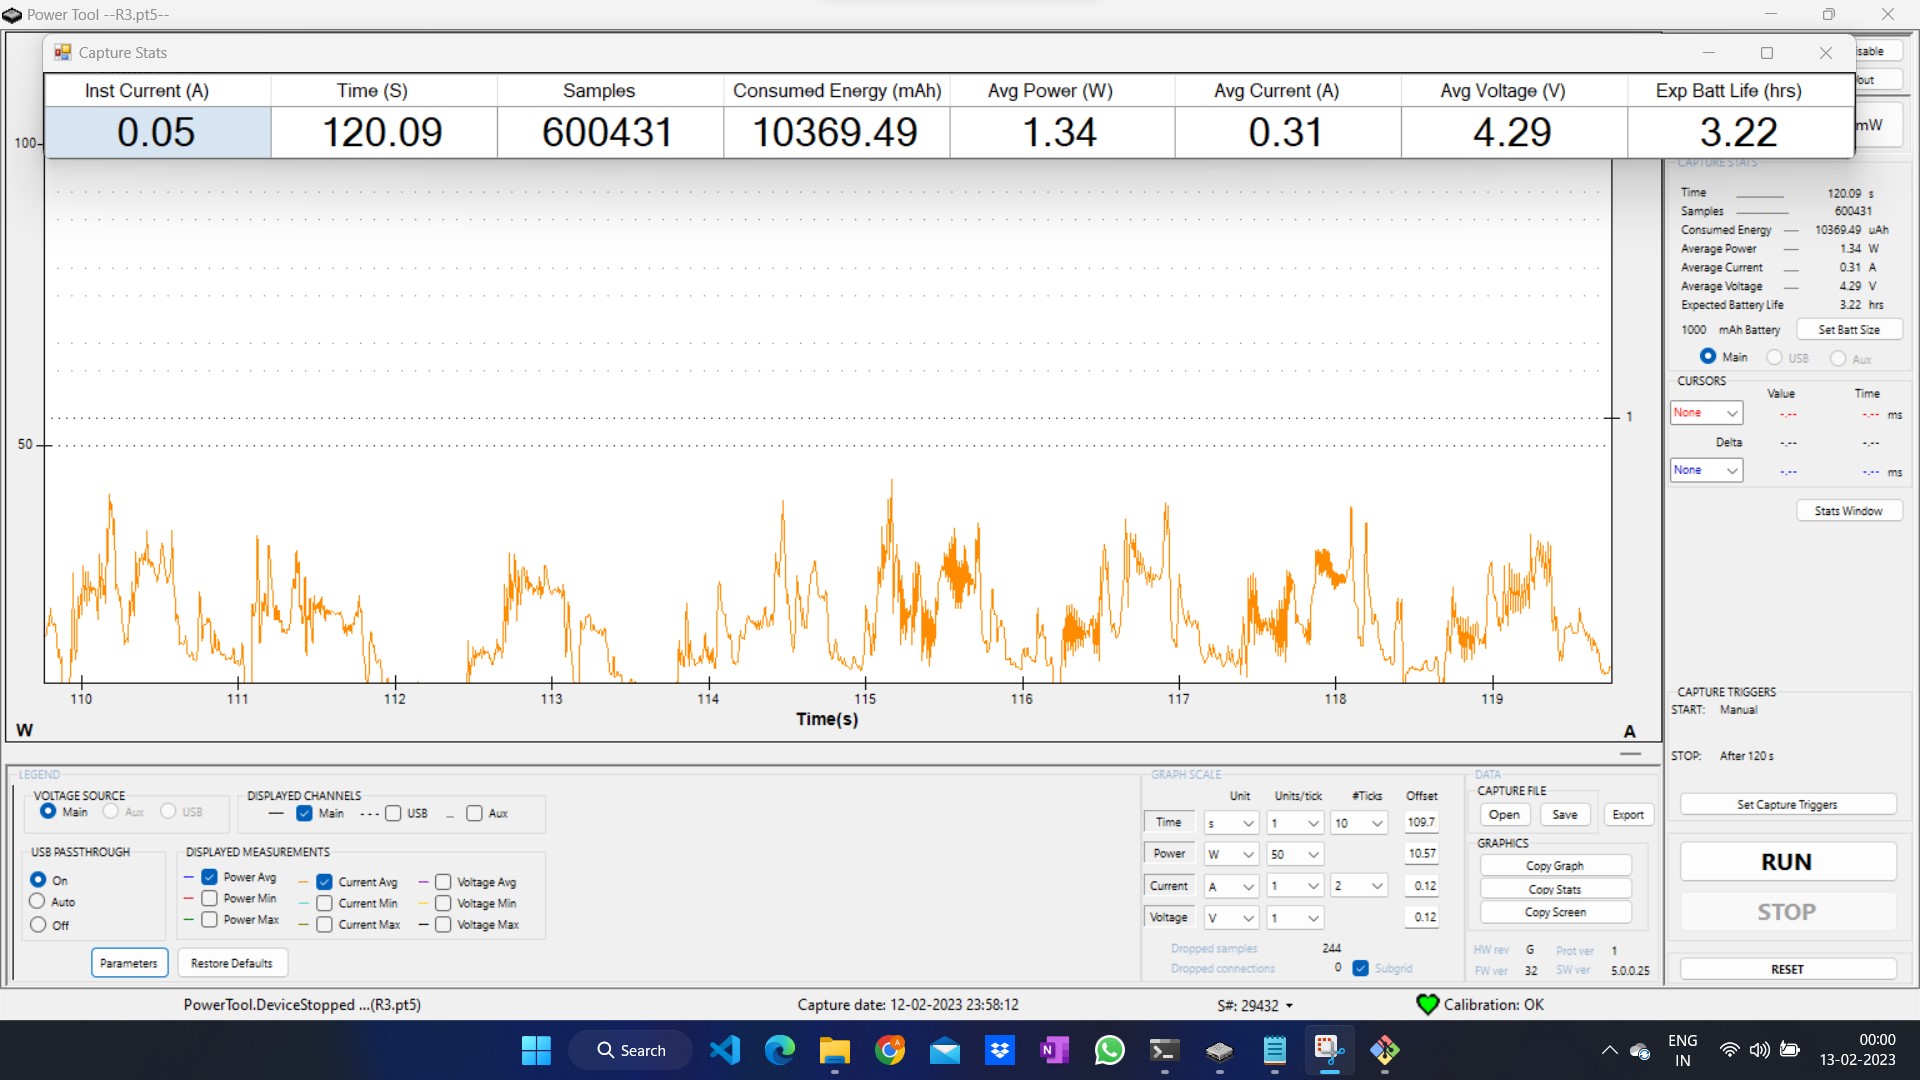 Power Tool --R3.pt5--
Capture Stats
Inst Current (A) Time (S) Samples Consumed Energy (mAh) Avg Power (W) Avg Current (A) Avg Voltage (V) Exp Batt Life (hrs)
0.05 120.09 600431 10369.49 1.34 0.31 4.29 3.22
mW
CAPTURE STATS
Time 120.09 s
Samples 600431
Consumed Energy 10369.49 uAh
Average Power 1.34 W
Average Current 0.31 A
Average Voltage 4.29 V
Expected Battery Life 3.22 hrs
1000 mAh Battery Set Batt Size
Main USB Aux
CURSORS
Value Time
None -.-- -.-- ms
Delta -.-- -.--
None -.-- -.-- ms
Stats Window
100
50
1
110 111 112 113 114 115 116 117 118 119
Time(s)
W A
CAPTURE TRIGGERS
START: Manual
STOP: After 120 s
Set Capture Triggers
RUN
STOP
RESET
LEGEND
VOLTAGE SOURCE
Main Aux USB
DISPLAYED CHANNELS
Main USB Aux
USB PASSTHROUGH
On
Auto
Off
DISPLAYED MEASUREMENTS
Power Avg Current Avg Voltage Avg
Power Min Current Min Voltage Min
Power Max Current Max Voltage Max
Parameters Restore Defaults
GRAPH SCALE
Unit Units/tick #Ticks Offset
Time s 1 10 109.7
Power W 50 10.57
Current A 1 2 0.12
Voltage V 1 0.12
Dropped samples 244
Dropped connections 0 Subgrid
DATA
CAPTURE FILE
Open Save Export
GRAPHICS
Copy Graph
Copy Stats
Copy Screen
HW rev G Prot ver 1
FW ver 32 SW ver 5.0.0.25
PowerTool.DeviceStopped ...(R3.pt5) Capture date: 12-02-2023 23:58:12 S#: 29432 Calibration: OK
Search
ENG
IN
00:00
13-02-2023